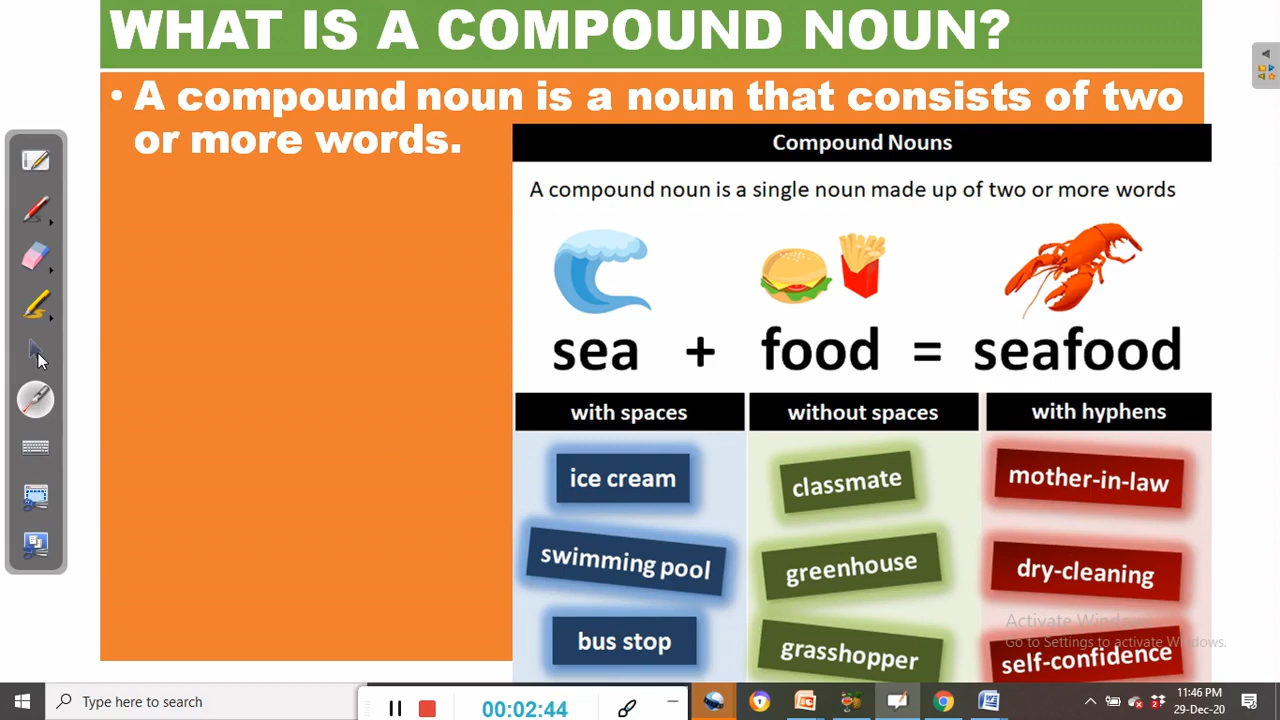 WHAT IS A COMPOUND NOUN?
• A compound noun is a noun that consists of two
or more words.
Compound Nouns
A compound noun is a single noun made up of two or more words
sea + food = seafood
with spaces
without spaces
with hyphens
ice cream
classmate
mother-in-law
swimming pool
greenhouse
dry-cleaning
bus stop
grasshopper
self-confidence
Activate Windows
Go to Settings to activate Windows.
Type here to search
00:02:44
11:46 PM
29-Dec-20